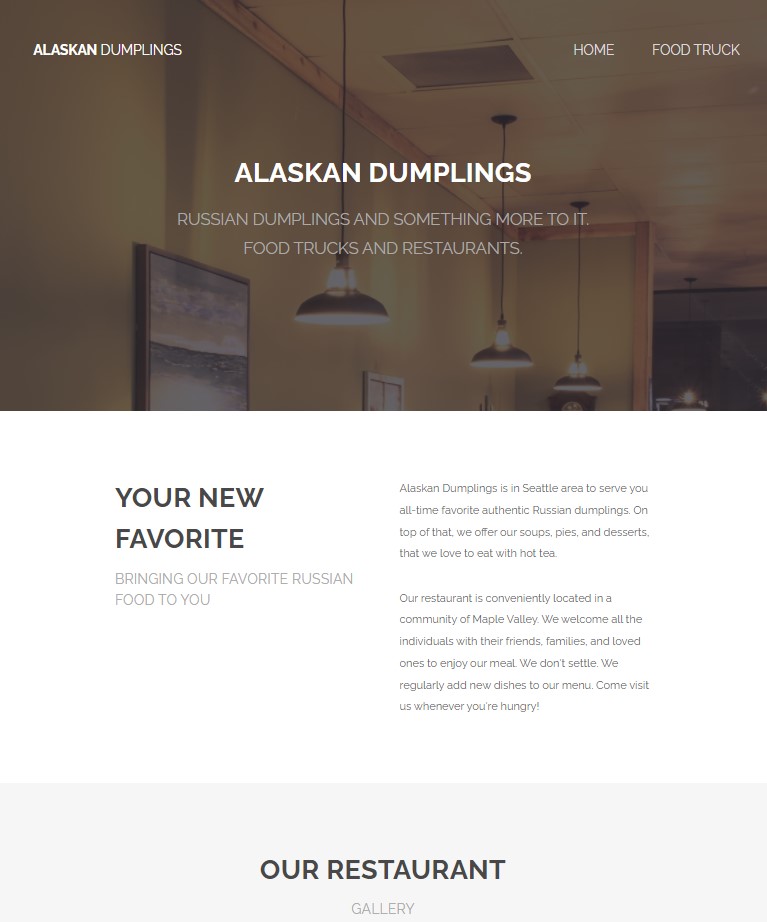 ALASKAN DUMPLINGS
HOME
FOOD TRUCK
ALASKAN DUMPLINGS
RUSSIAN DUMPLINGS AND SOMETHING MORE TO IT.
FOOD TRUCKS AND RESTAURANTS.
YOUR NEW
FAVORITE
BRINGING OUR FAVORITE RUSSIAN
FOOD TO YOU
Alaskan Dumplings is in Seattle area to serve you
all-time favorite authentic Russian dumplings. On
top of that, we offer our soups, pies, and desserts,
that we love to eat with hot tea.
Our restaurant is conveniently located in a
community of Maple Valley. We welcome all the
individuals with their friends, families, and loved
ones to enjoy our meal. We don't settle. We
regularly add new dishes to our menu. Come visit
us whenever you're hungry!
OUR RESTAURANT
GALLERY